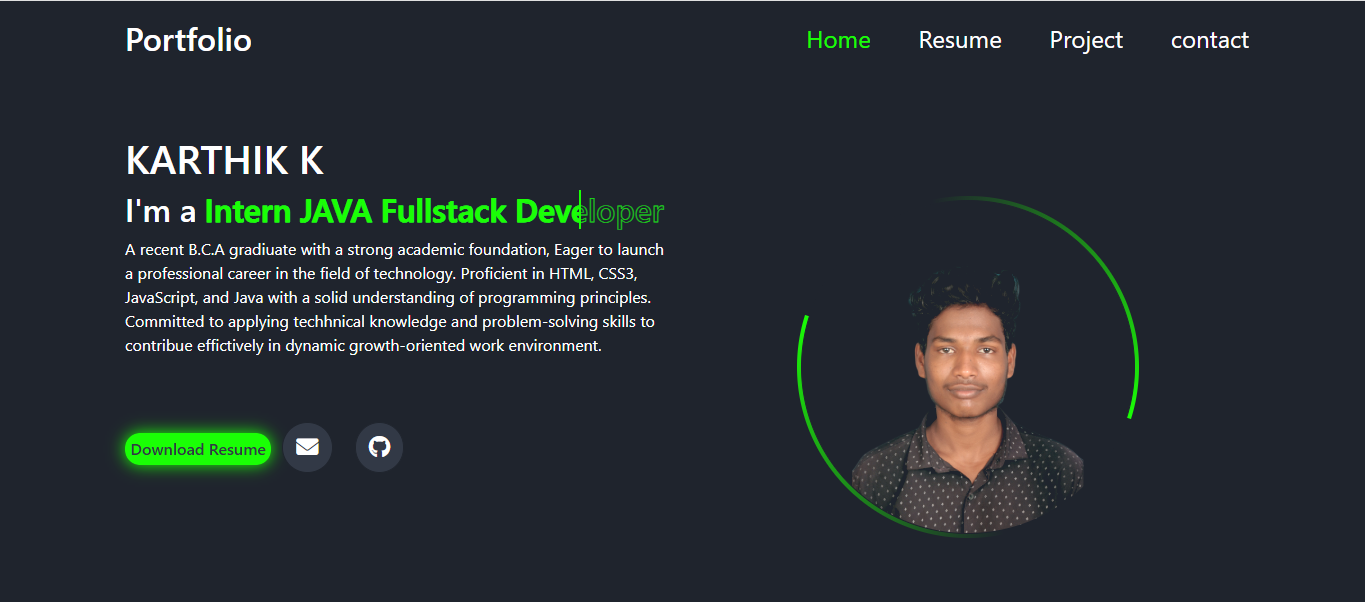 Portfolio
Home Resume Project contact
KARTHIK K
I'm a Intern JAVA Fullstack Developer
A recent B.C.A gradiuate with a strong academic foundation, Eager to launch
a professional career in the field of technology. Proficient in HTML, CSS3,
JavaScript, and Java with a solid understanding of programming principles.
Committed to applying techhnical knowledge and problem-solving skills to
contribue effictively in dynamic growth-oriented work environment.
Download Resume